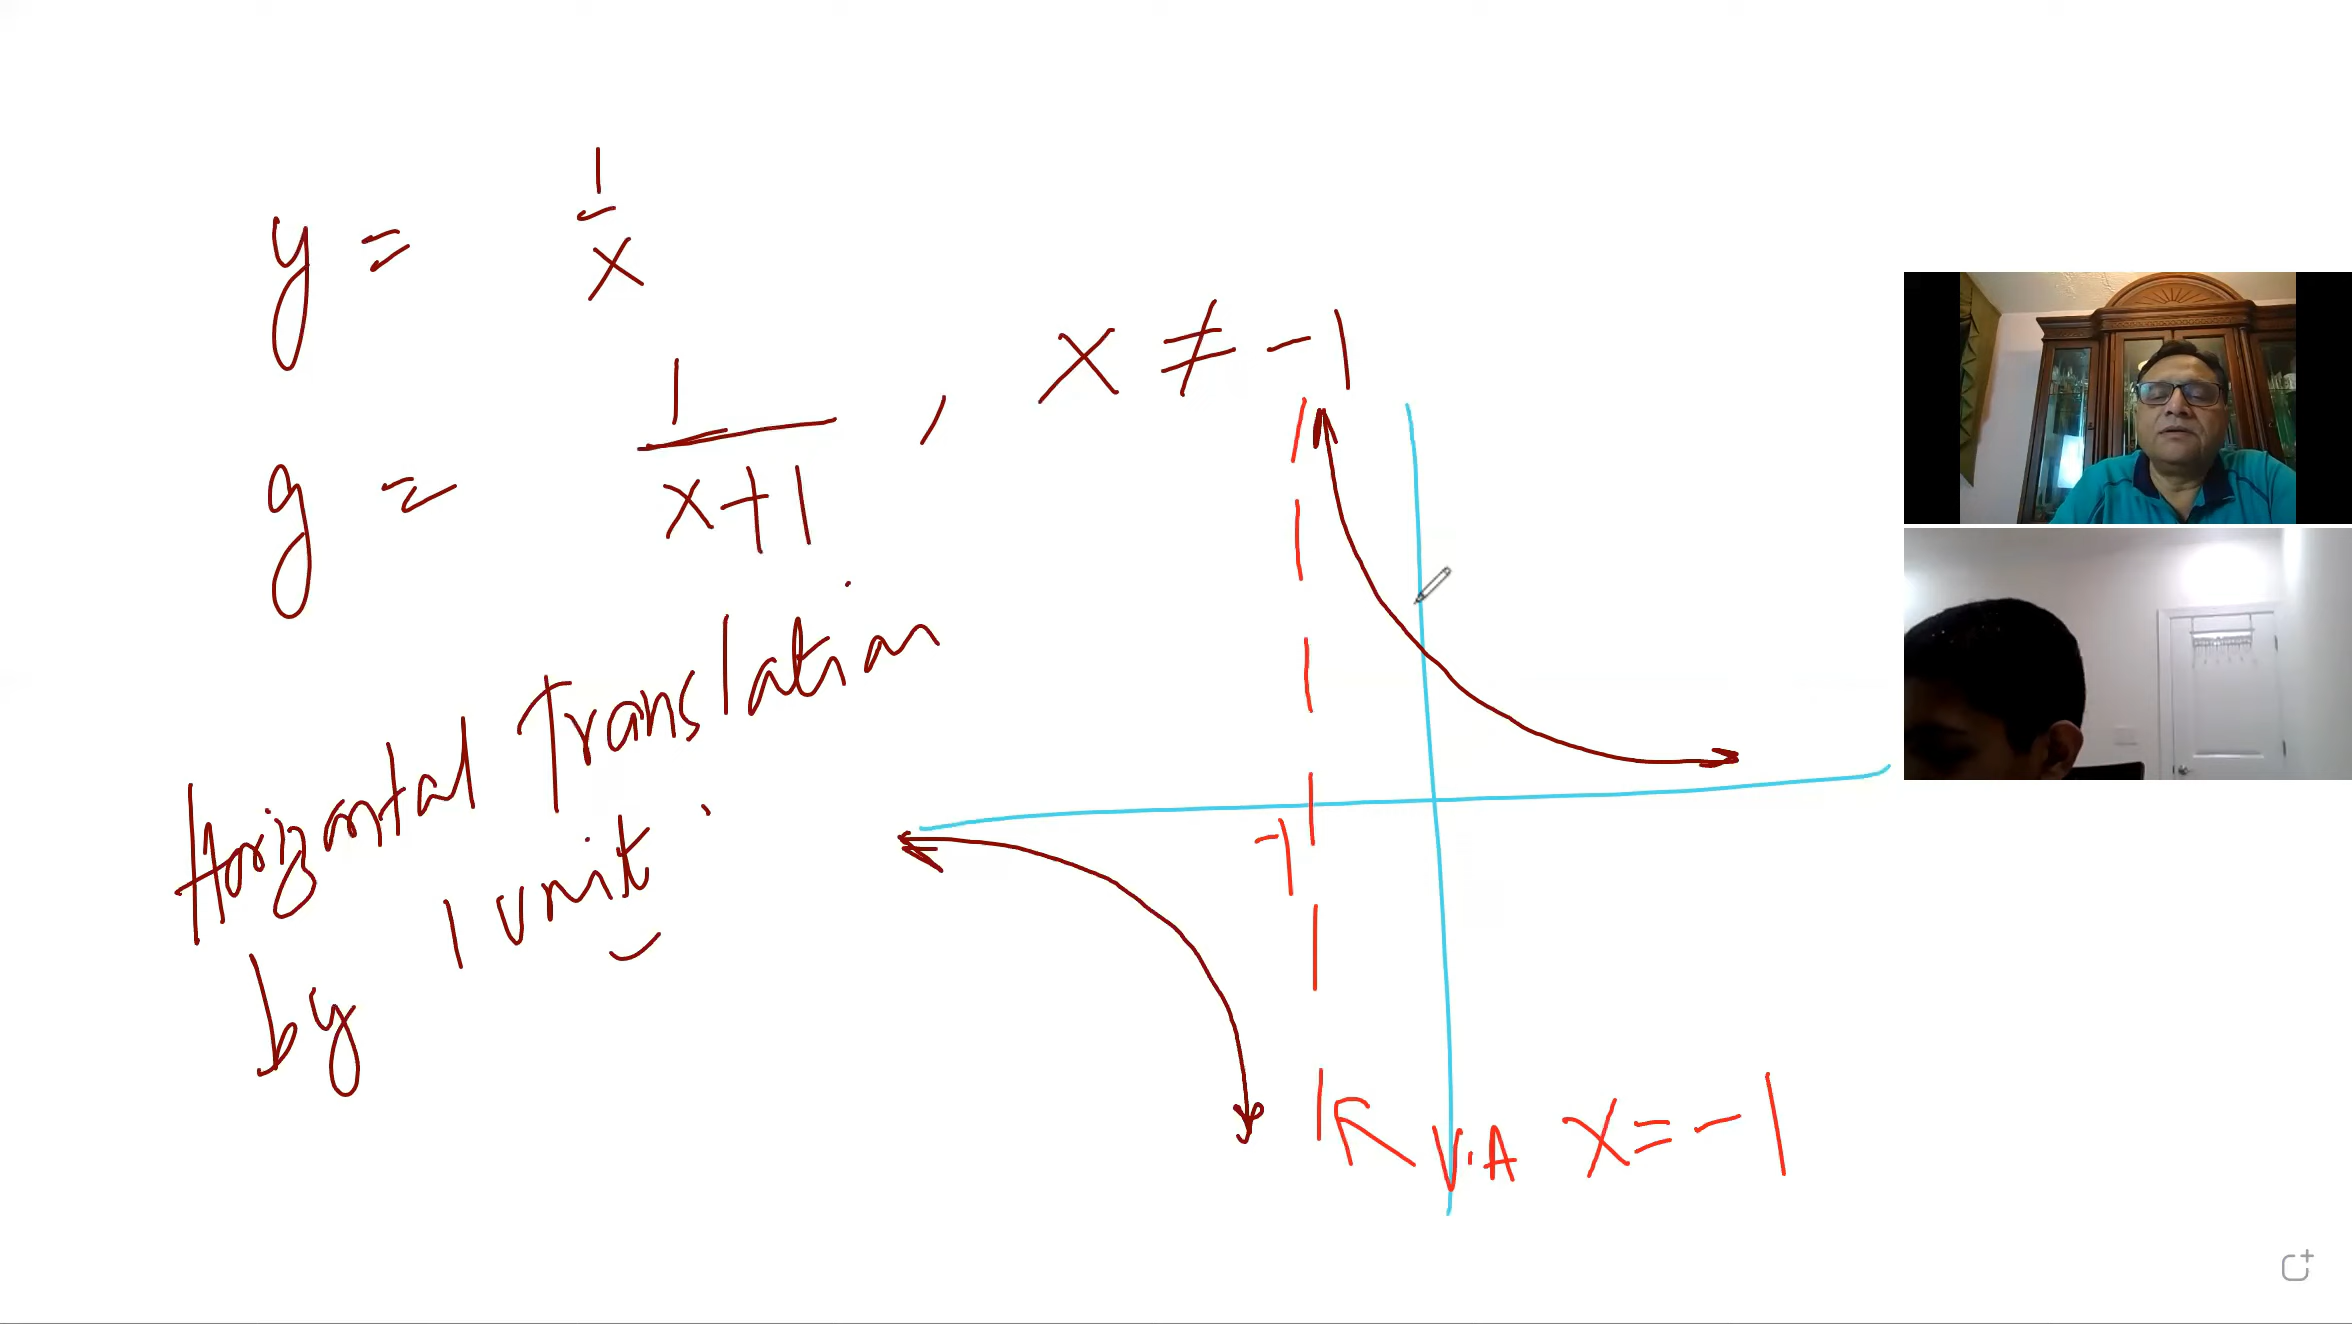 y = 1/x
y = 1/(x+1) , x ≠ -1
Horizontal Translation
by 1 unit
-1
V.A x = -1